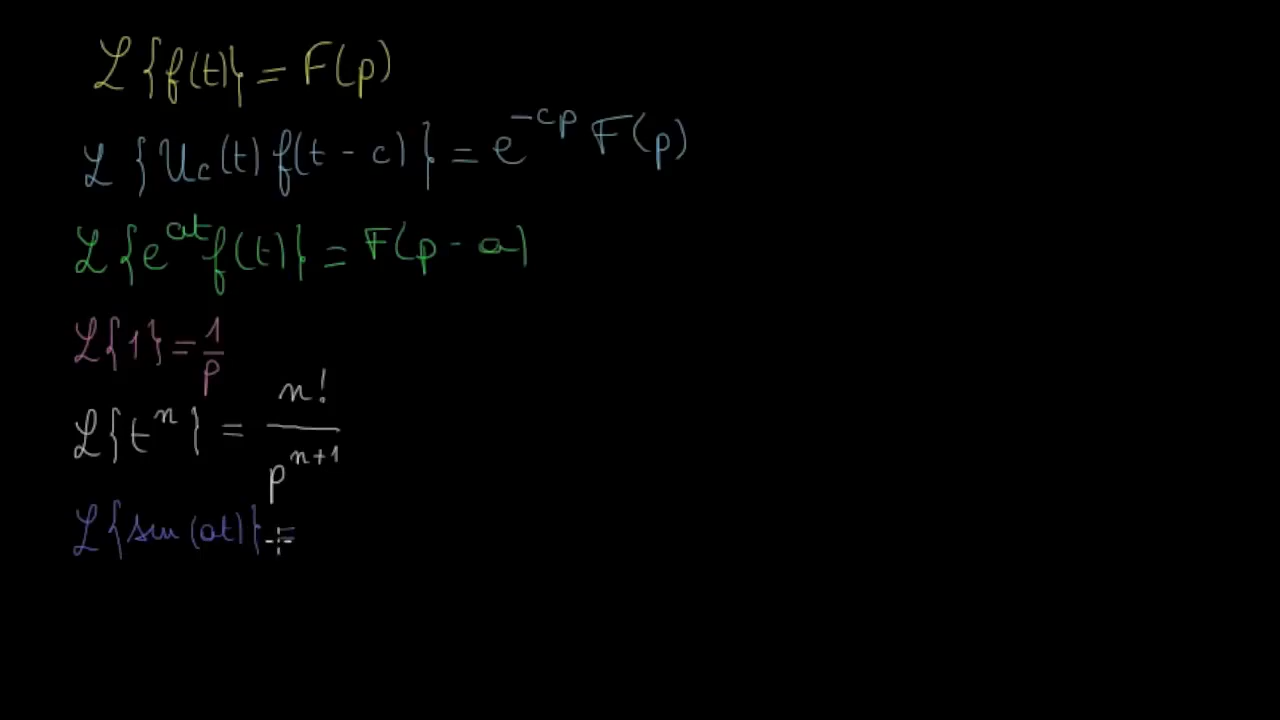 ℒ{f(t)} = F(p)
ℒ{U_c(t) f(t - c)} = e^{-cp} F(p)
ℒ{e^{at} f(t)} = F(p - a)
ℒ{1} = 1/p
ℒ{t^n} = n!/p^{n+1}
ℒ{sin(at)} =